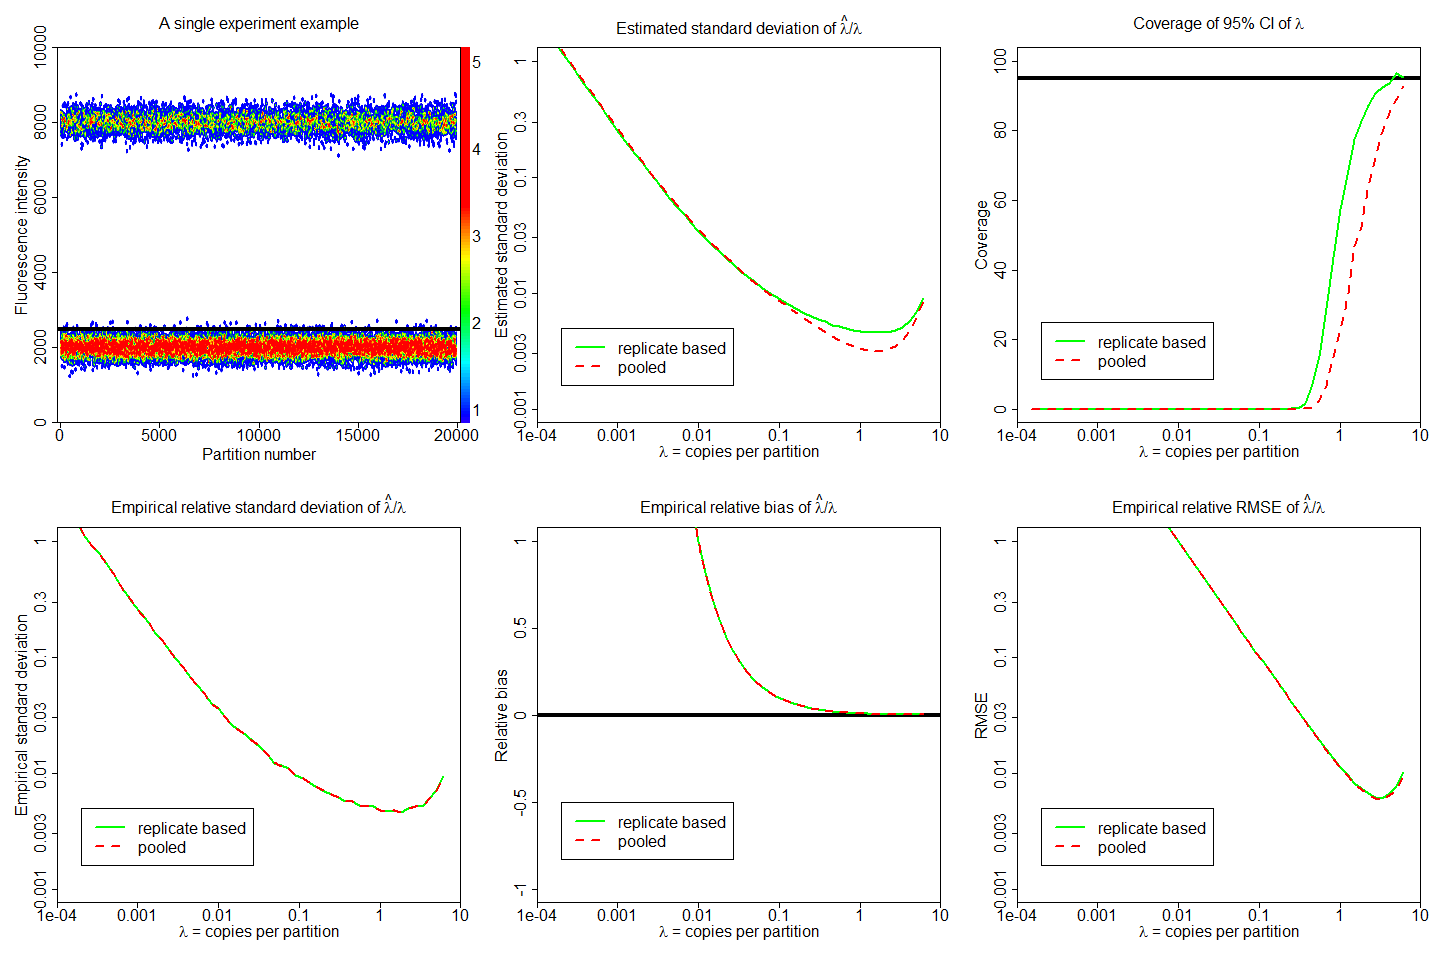 A single experiment example
Fluorescence intensity
0
2000
4000
6000
8000
10000
0
5000
10000
15000
20000
Partition number
5
4
3
2
1
Estimated standard deviation of λ̂/λ
Estimated standard deviation
0.001
0.003
0.01
0.03
0.1
0.3
1
replicate based
pooled
1e-04
0.001
0.01
0.1
1
10
λ = copies per partition
Coverage of 95% CI of λ
Coverage
0
20
40
60
80
100
replicate based
pooled
1e-04
0.001
0.01
0.1
1
10
λ = copies per partition
Empirical relative standard deviation of λ̂/λ
Empirical standard deviation
0.001
0.003
0.01
0.03
0.1
0.3
1
replicate based
pooled
1e-04
0.001
0.01
0.1
1
10
λ = copies per partition
Empirical relative bias of λ̂/λ
Relative bias
-1
-0.5
0
0.5
1
replicate based
pooled
1e-04
0.001
0.01
0.1
1
10
λ = copies per partition
Empirical relative RMSE of λ̂/λ
RMSE
0.001
0.003
0.01
0.03
0.1
0.3
1
replicate based
pooled
1e-04
0.001
0.01
0.1
1
10
λ = copies per partition